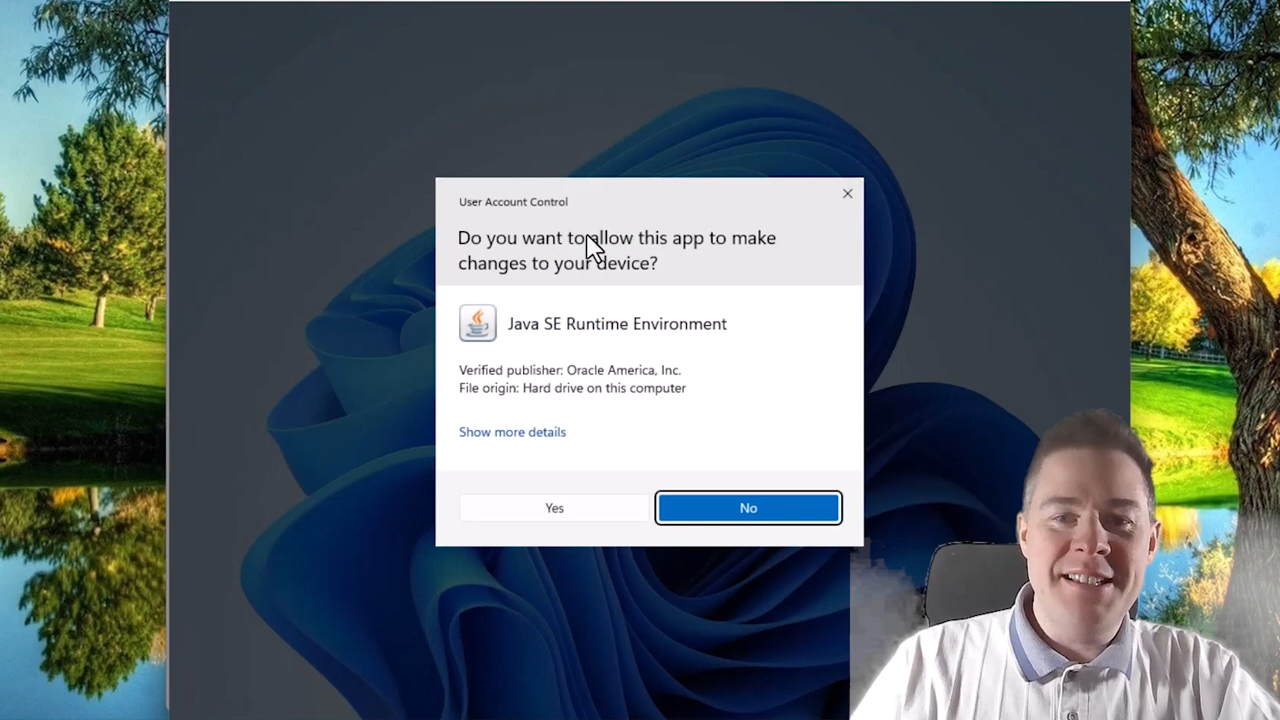 User Account Control
Do you want to allow this app to make
changes to your device?
Java SE Runtime Environment
Verified publisher: Oracle America, Inc.
File origin: Hard drive on this computer
Show more details
Yes
No